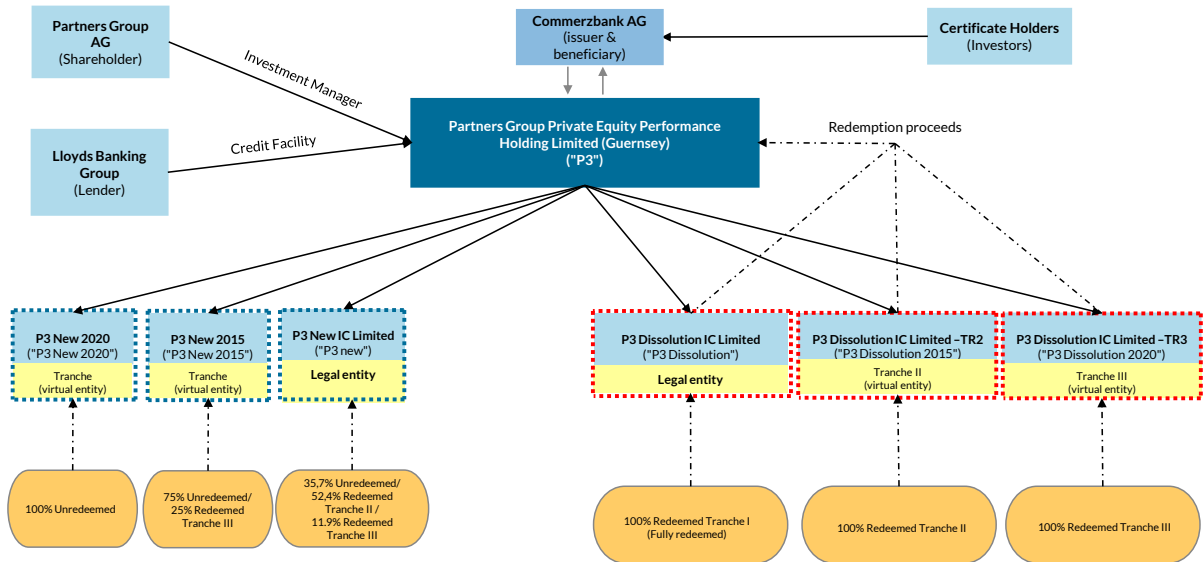 Partners Group
AG
(Shareholder)
Commerzbank AG
(issuer &
beneficiary)
Certificate Holders
(Investors)
Investment Manager
Lloyds Banking
Group
(Lender)
Credit Facility
Partners Group Private Equity Performance
Holding Limited (Guernsey)
("P3")
Redemption proceeds
P3 New 2020
("P3 New 2020")
Tranche
(virtual entity)
P3 New 2015
("P3 New 2015")
Tranche
(virtual entity)
P3 New IC Limited
("P3 new")
Legal entity
P3 Dissolution IC Limited
("P3 Dissolution")
Legal entity
P3 Dissolution IC Limited –TR2
("P3 Dissolution 2015")
Tranche II
(virtual entity)
P3 Dissolution IC Limited –TR3
("P3 Dissolution 2020")
Tranche III
(virtual entity)
100% Unredeemed
75% Unredeemed/
25% Redeemed
Tranche III
35,7% Unredeemed/
52,4% Redeemed
Tranche II /
11.9% Redeemed
Tranche III
100% Redeemed Tranche I
(Fully redeemed)
100% Redeemed Tranche II
100% Redeemed Tranche III